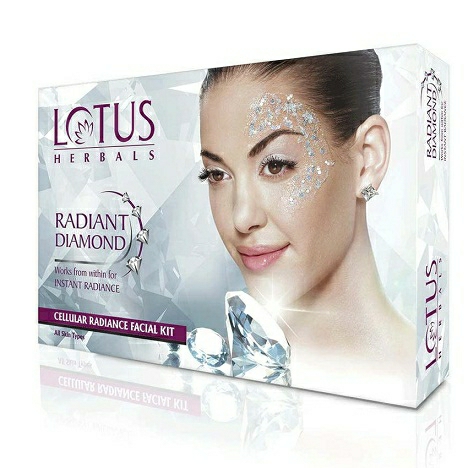 LOTUS
HERBALS
RADIANT
DIAMOND
Works from within for
INSTANT RADIANCE
CELLULAR RADIANCE FACIAL KIT
All Skin Types
RADIANT
DIAMOND
LOTUS
HERBALS